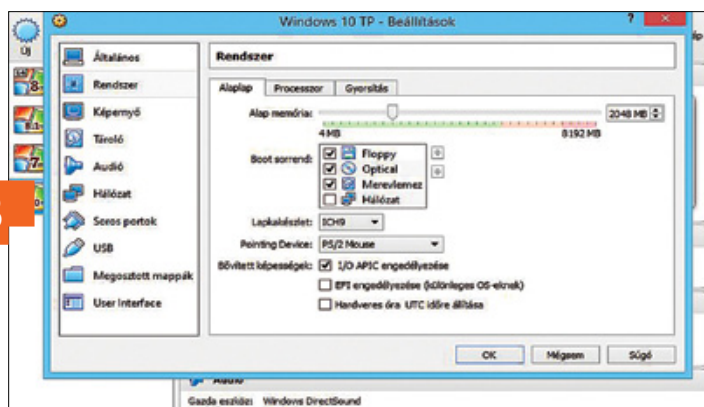 Windows 10 TP - Beállítások
?
Új
Általános
Rendszer
Képernyő
Tároló
Audió
Hálózat
Soros portok
USB
Megosztott mappák
User Interface
Rendszer
Alaplap Processzor Gyorsítás
Alap memória: 2048 MB
4 MB 8192 MB
Boot sorrend: Floppy
Optical
Merevlemez
Hálózat
Lapkakészlet: ICH9
Pointing Device: PS/2 Mouse
Bővített képességek: I/O APIC engedélyezése
EFI engedélyezése (különleges OS-eknek)
Hardveres óra UTC időre állítása
OK Mégsem Súgó
Audió
Gazda eszköz: Windows DirectSound